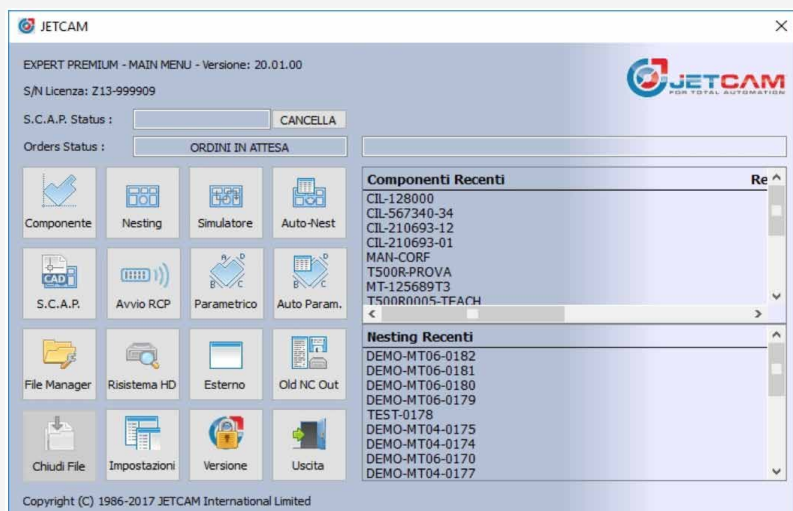 JETCAM
EXPERT PREMIUM - MAIN MENU - Versione: 20.01.00
JETCAM
FOR TOTAL AUTOMATION
S/N Licenza: Z13-999909
S.C.A.P. Status : CANCELLA
Orders Status : ORDINI IN ATTESA
Componente Nesting Simulatore Auto-Nest
CAD
S.C.A.P. Avvio RCP Parametrico Auto Param.
File Manager Risistema HD Esterno Old NC Out
Chiudi File Impostazioni Versione Uscita
Componenti Recenti Re
CIL-128000
CIL-567340-34
CIL-210693-12
CIL-210693-01
MAN-CORF
T500R-PROVA
MT-125689T3
T500R0005-TEACH
Nesting Recenti
DEMO-MT06-0182
DEMO-MT06-0181
DEMO-MT06-0180
DEMO-MT06-0179
TEST-0178
DEMO-MT04-0175
DEMO-MT04-0174
DEMO-MT06-0170
DEMO-MT04-0177
Copyright (C) 1986-2017 JETCAM International Limited